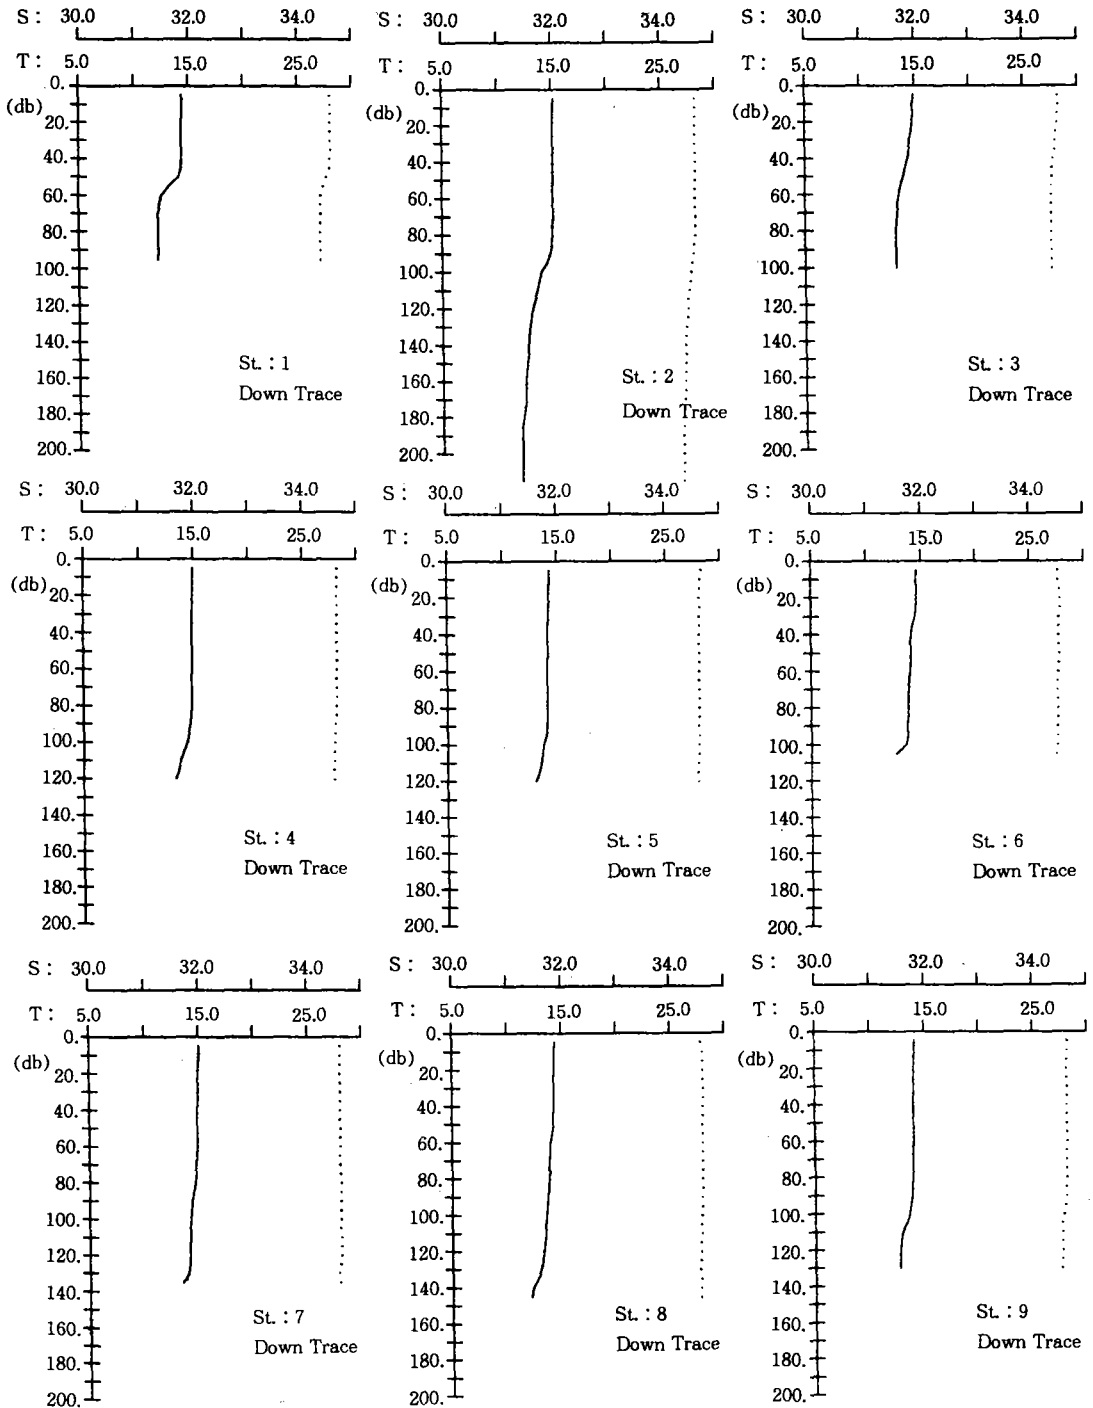 S: 30.0 32.0 34.0
T: 5.0 15.0 25.0
0.
(db)
20.
40.
60.
80.
100.
120.
140.
160.
180.
200.
St. : 1
Down Trace
S: 30.0 32.0 34.0
T: 5.0 15.0 25.0
0.
(db)
20.
40.
60.
80.
100.
120.
140.
160.
180.
200.
St. : 2
Down Trace
S: 30.0 32.0 34.0
T: 5.0 15.0 25.0
0.
(db)
20.
40.
60.
80.
100.
120.
140.
160.
180.
200.
St. : 3
Down Trace
S: 30.0 32.0 34.0
T: 5.0 15.0 25.0
0.
(db)
20.
40.
60.
80.
100.
120.
140.
160.
180.
200.
St. : 4
Down Trace
S: 30.0 32.0 34.0
T: 5.0 15.0 25.0
0.
(db)
20.
40.
60.
80.
100.
120.
140.
160.
180.
200.
St. : 5
Down Trace
S: 30.0 32.0 34.0
T: 5.0 15.0 25.0
0.
(db)
20.
40.
60.
80.
100.
120.
140.
160.
180.
200.
St. : 6
Down Trace
S: 30.0 32.0 34.0
T: 5.0 15.0 25.0
0.
(db)
20.
40.
60.
80.
100.
120.
140.
160.
180.
200.
St. : 7
Down Trace
S: 30.0 32.0 34.0
T: 5.0 15.0 25.0
0.
(db)
20.
40.
60.
80.
100.
120.
140.
160.
180.
200.
St. : 8
Down Trace
S: 30.0 32.0 34.0
T: 5.0 15.0 25.0
0.
(db)
20.
40.
60.
80.
100.
120.
140.
160.
180.
200.
St. : 9
Down Trace